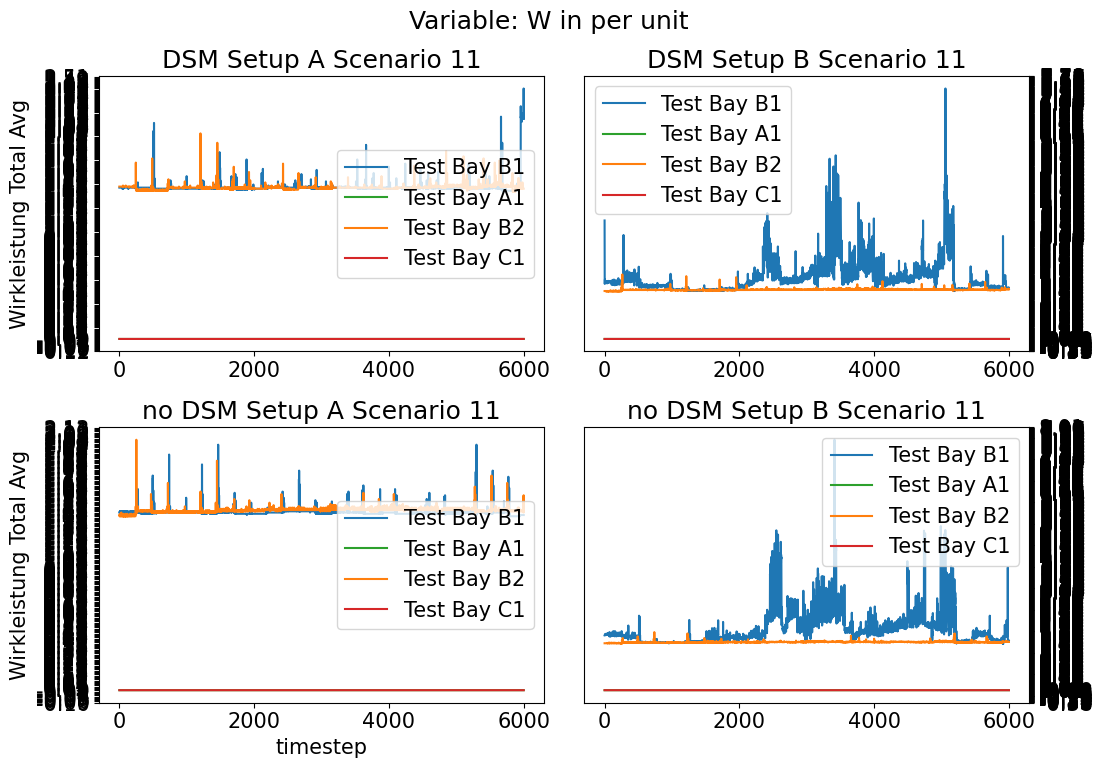 Variable: W in per unit
DSM Setup A Scenario 11
DSM Setup B Scenario 11
Wirkleistung Total Avg
Test Bay B1
Test Bay A1
Test Bay B2
Test Bay C1
0 2000 4000 6000
Test Bay B1
Test Bay A1
Test Bay B2
Test Bay C1
0 2000 4000 6000
no DSM Setup A Scenario 11
no DSM Setup B Scenario 11
Wirkleistung Total Avg
Test Bay B1
Test Bay A1
Test Bay B2
Test Bay C1
0 2000 4000 6000
timestep
Test Bay B1
Test Bay A1
Test Bay B2
Test Bay C1
0 2000 4000 6000